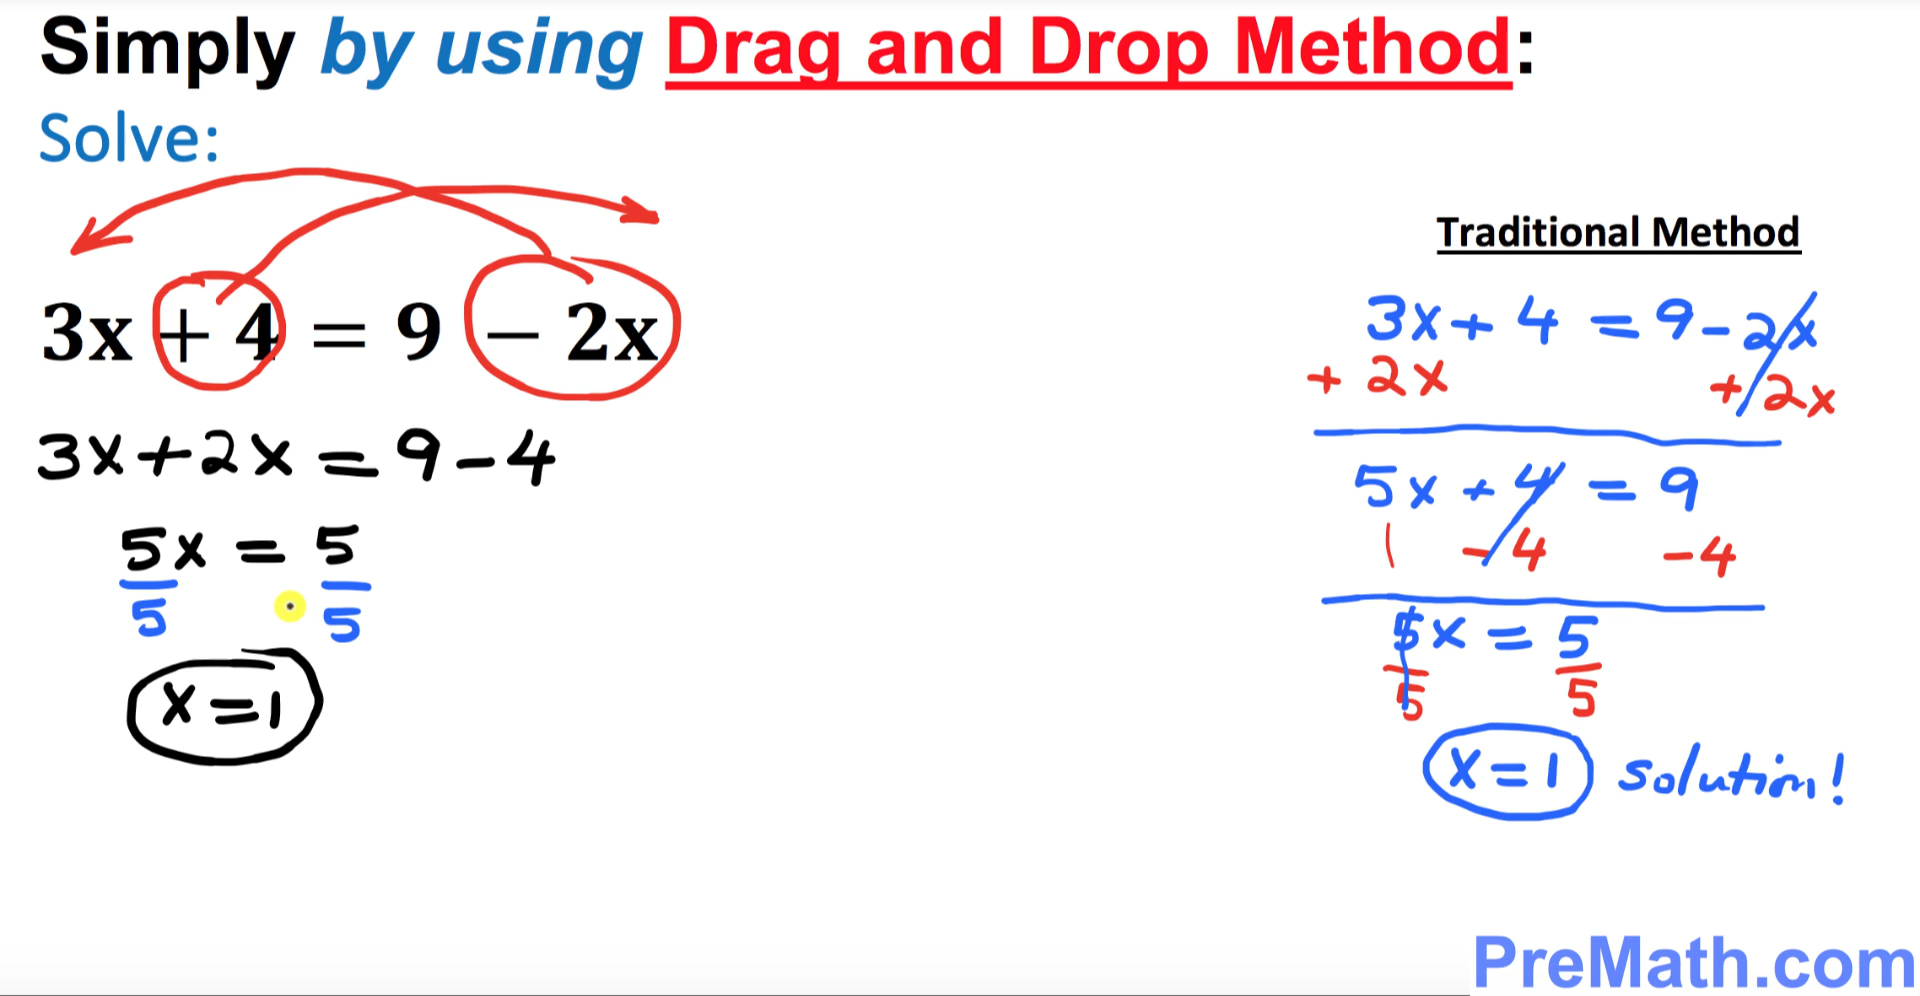 Simply by using Drag and Drop Method:
Solve:
3x + 4 = 9 − 2x
3x+2x = 9-4
5x = 5
5 5
x=1
Traditional Method
3x+ 4 = 9-2x
+ 2x +2x
5x + 4 = 9
-4 -4
5x = 5
5 5
x=1 solution!
PreMath.com